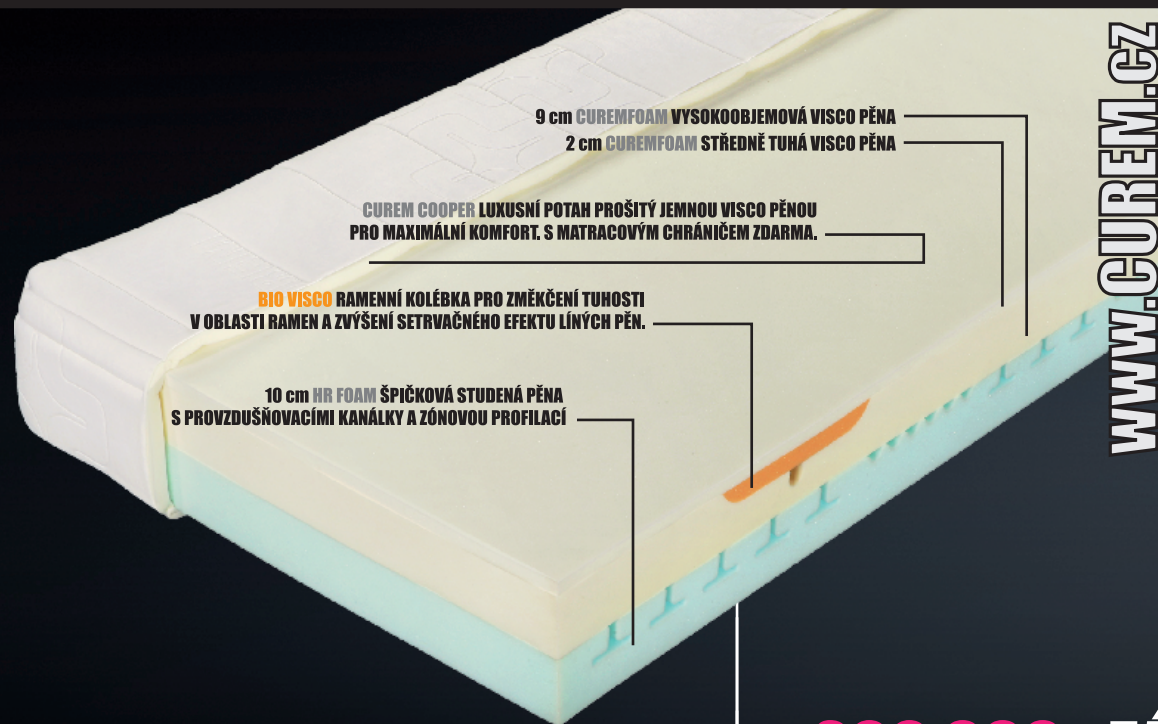 9 cm CUREMFOAM VYSOKOOBJEMOVÁ VISCO PĚNA
2 cm CUREMFOAM STŘEDNĚ TUHÁ VISCO PĚNA
CUREM COOPER LUXUSNÍ POTAH PROŠITÝ JEMNOU VISCO PĚNOU
PRO MAXIMÁLNÍ KOMFORT. S MATRACOVÝM CHRÁNIČEM ZDARMA.
BIO VISCO RAMENNÍ KOLÉBKA PRO ZMĚKČENÍ TUHOSTI
V OBLASTI RAMEN A ZVÝŠENÍ SETRVAČNÉHO EFEKTU LÍNÝCH PĚN.
10 cm HR FOAM ŠPIČKOVÁ STUDENÁ PĚNA
S PROVZDUŠŇOVACÍMI KANÁLKY A ZÓNOVOU PROFILACÍ
WWW.CUREM.CZ